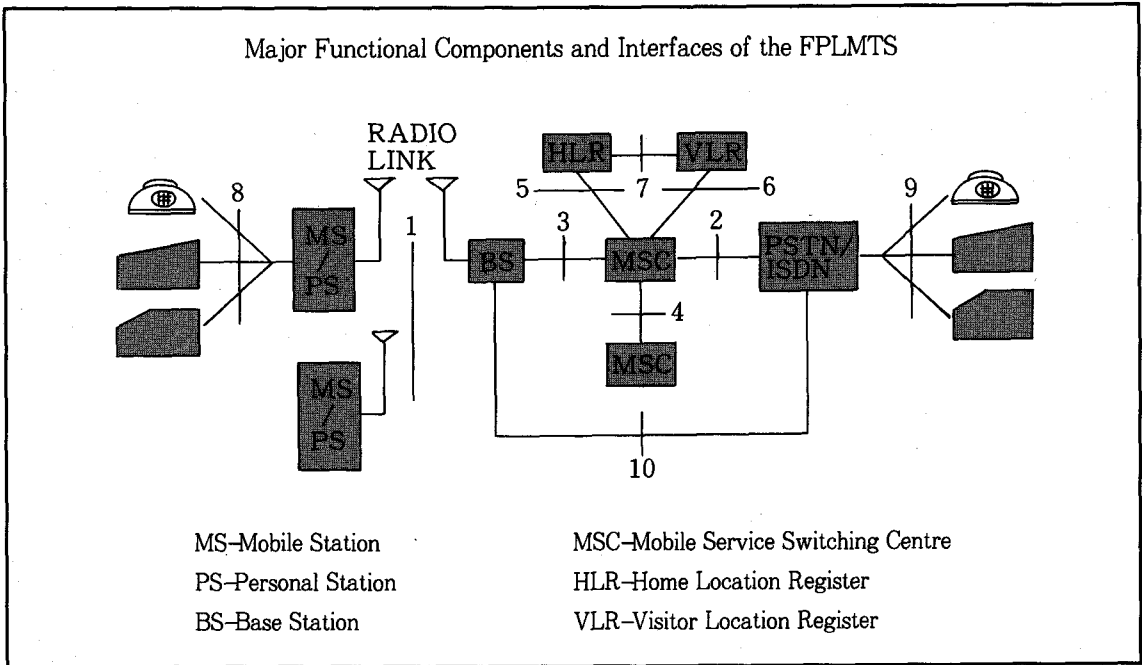 Major Functional Components and Interfaces of the FPLMTS
RADIO
LINK
HLR
VLR
5
7
6
8
9
1
3
2
MS
/
PS
BS
MSC
PSTN/
ISDN
4
MSC
MS
/
PS
10
MS–Mobile Station
MSC–Mobile Service Switching Centre
PS–Personal Station
HLR–Home Location Register
BS–Base Station
VLR–Visitor Location Register